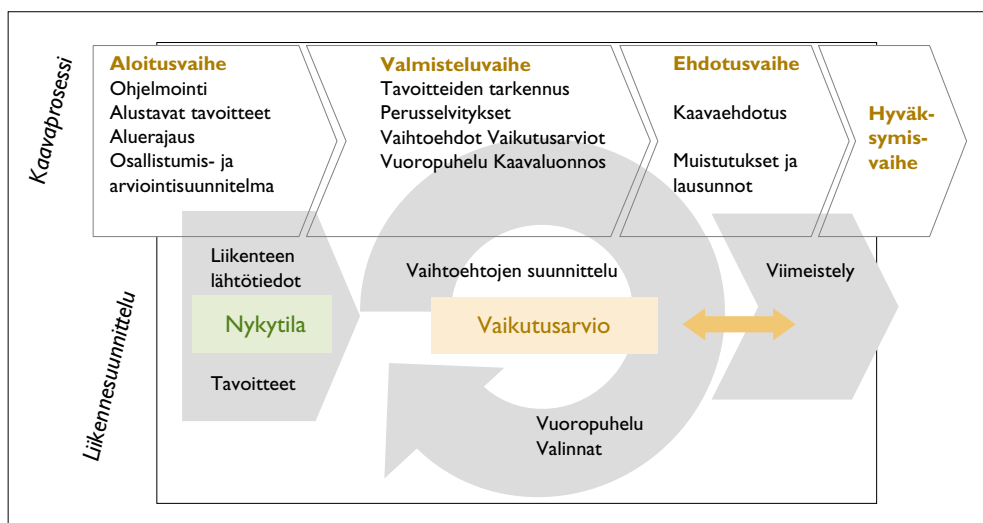 Kaavaprosessi
Aloitusvaihe
Ohjelmointi
Alustavat tavoitteet
Aluerajaus
Osallistumis- ja
arviointisuunnitelma
Valmisteluvaihe
Tavoitteiden tarkennus
Perusselvitykset
Vaihtoehdot Vaikutusarviot
Vuoropuhelu Kaavaluonnos
Ehdotusvaihe
Kaavaehdotus
Muistutukset ja
lausunnot
Hyväk-
symis-
vaihe
Liikennesuunnittelu
Liikenteen
lähtötiedot
Nykytila
Tavoitteet
Vaihtoehtojen suunnittelu
Vaikutusarvio
Vuoropuhelu
Valinnat
Viimeistely